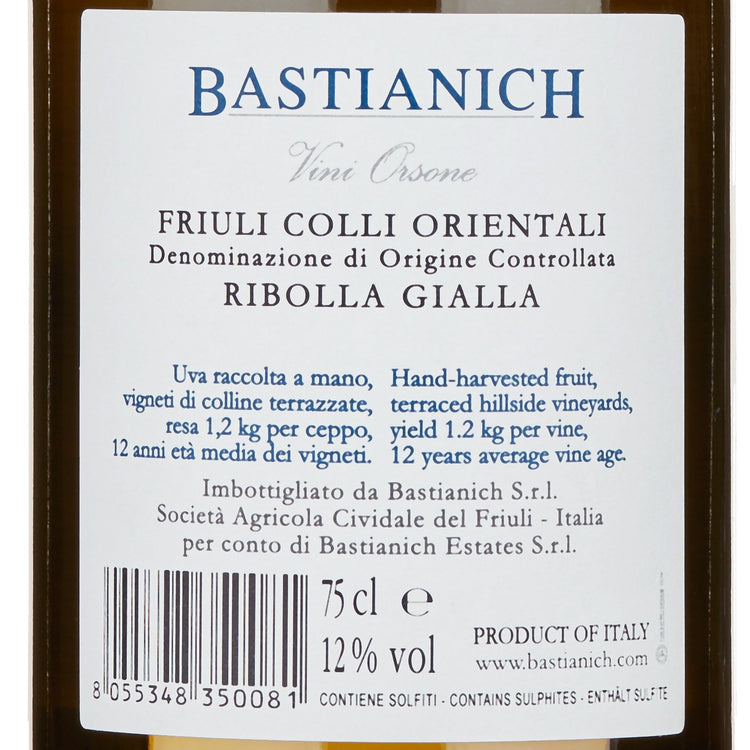 BASTIANICH
Vini Orsone
FRIULI COLLI ORIENTALI
Denominazione di Origine Controllata
RIBOLLA GIALLA
Uva raccolta a mano,
vigneti di colline terrazzate,
resa 1,2 kg per ceppo,
12 anni età media dei vigneti.
Hand-harvested fruit,
terraced hillside vineyards,
yield 1.2 kg per vine,
12 years average vine age.
Imbottigliato da Bastianich S.r.l.
Società Agricola Cividale del Friuli - Italia
per conto di Bastianich Estates S.r.l.
75 cl ℮
12% vol
PRODUCT OF ITALY
www.bastianich.com
8 055348 350081
CONTIENE SOLFITI - CONTAINS SULPHITES - ENTHÄLT SULFITE